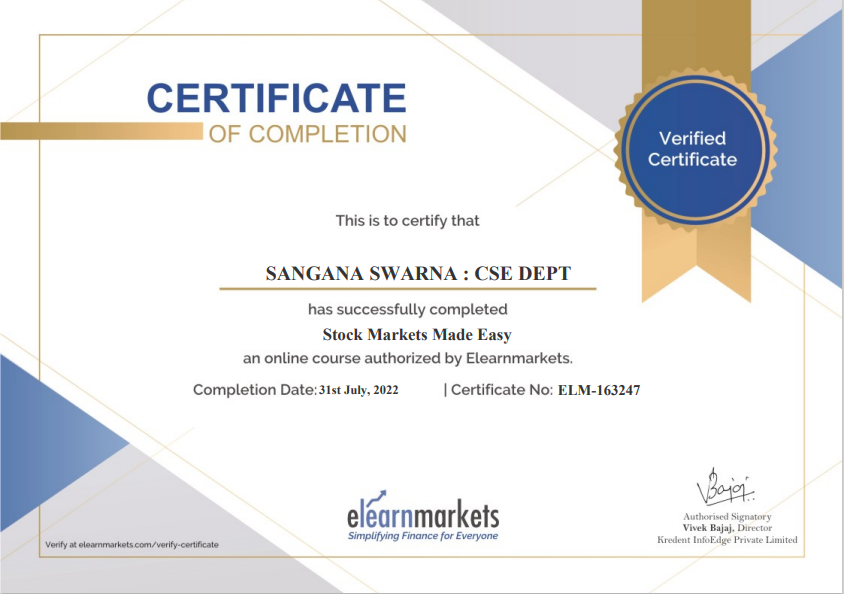 CERTIFICATE
OF COMPLETION
Verified
Certificate
This is to certify that
SANGANA SWARNA : CSE DEPT
has successfully completed
Stock Markets Made Easy
an online course authorized by Elearnmarkets.
Completion Date: 31st July, 2022 | Certificate No: ELM-163247
Bajaj
elearnmarkets
Simplifying Finance for Everyone
Authorised Signatory
Vivek Bajaj, Director
Kredent InfoEdge Private Limited
Verify at elearnmarkets.com/verify-certificate